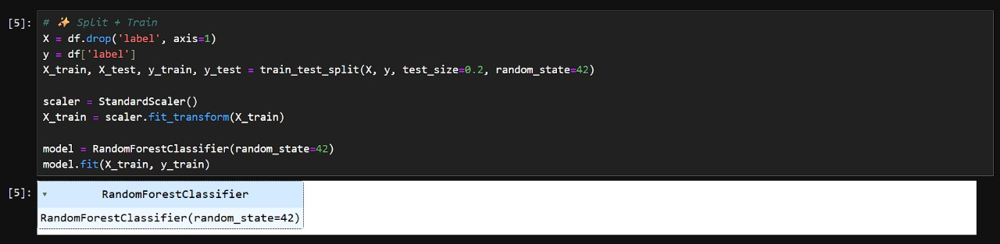 [5]: # ✨ Split + Train
X = df.drop('label', axis=1)
y = df['label']
X_train, X_test, y_train, y_test = train_test_split(X, y, test_size=0.2, random_state=42)
scaler = StandardScaler()
X_train = scaler.fit_transform(X_train)
model = RandomForestClassifier(random_state=42)
model.fit(X_train, y_train)
[5]: ▾ RandomForestClassifier
RandomForestClassifier(random_state=42)